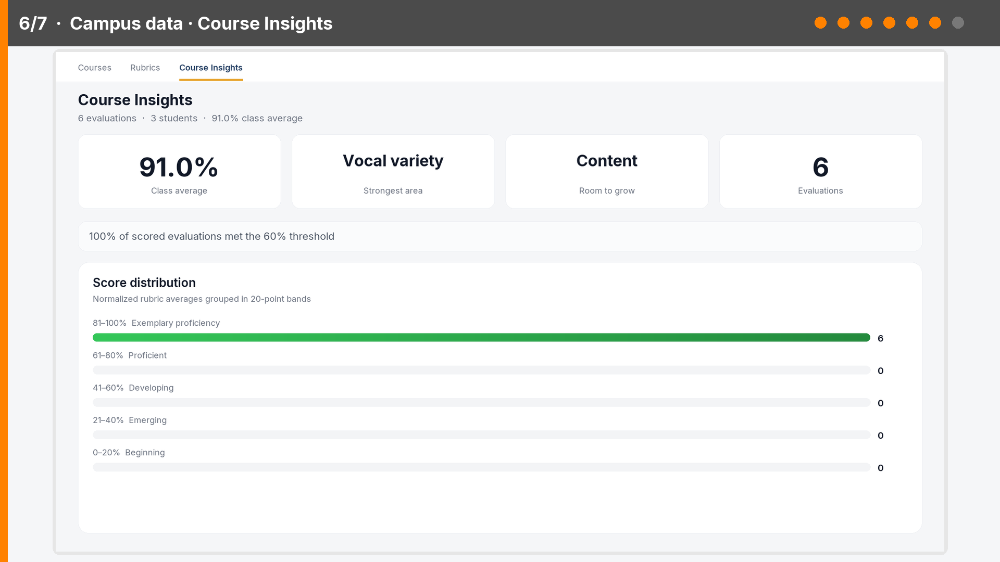 6/7 · Campus data · Course Insights
Courses Rubrics Course Insights
Course Insights
6 evaluations · 3 students · 91.0% class average
91.0%
Class average
Vocal variety
Strongest area
Content
Room to grow
6
Evaluations
100% of scored evaluations met the 60% threshold
Score distribution
Normalized rubric averages grouped in 20-point bands
81–100% Exemplary proficiency
6
61–80% Proficient
0
41–60% Developing
0
21–40% Emerging
0
0–20% Beginning
0